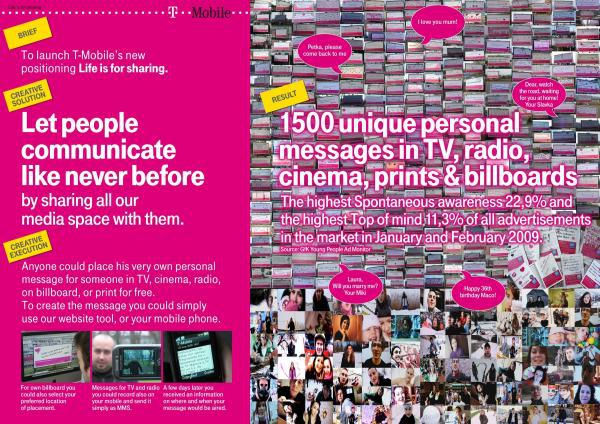 T · · Mobile
BRIEF
To launch T-Mobile's new
positioning Life is for sharing.
CREATIVE
SOLUTION
Let people
communicate
like never before
by sharing all our
media space with them.
CREATIVE
EXECUTION
Anyone could place his very own personal
message for someone in TV, cinema, radio,
on billboard, or print for free.
To create the message you could simply
use our website tool, or your mobile phone.
For own billboard you
could also select your
preferred location
of placement.
Messages for TV and radio
you could record also on
your mobile and send it
simply as MMS.
A few days later you
received an information
on where and when your
message would be aired.
I love you mum!
Petka, please
come back to me
Dear, watch
the road, waiting
for you at home!
Your Slavka
RESULT
1500 unique personal
messages in TV, radio,
cinema, prints & billboards
The highest Spontaneous awareness 22,9% and
the highest Top of mind 11,3% of all advertisements
in the market in January and February 2009.
Source: GfK Young People Ad Monitor
Laura,
Will you marry me?
Your Miki
Happy 36th
birthday Maco!